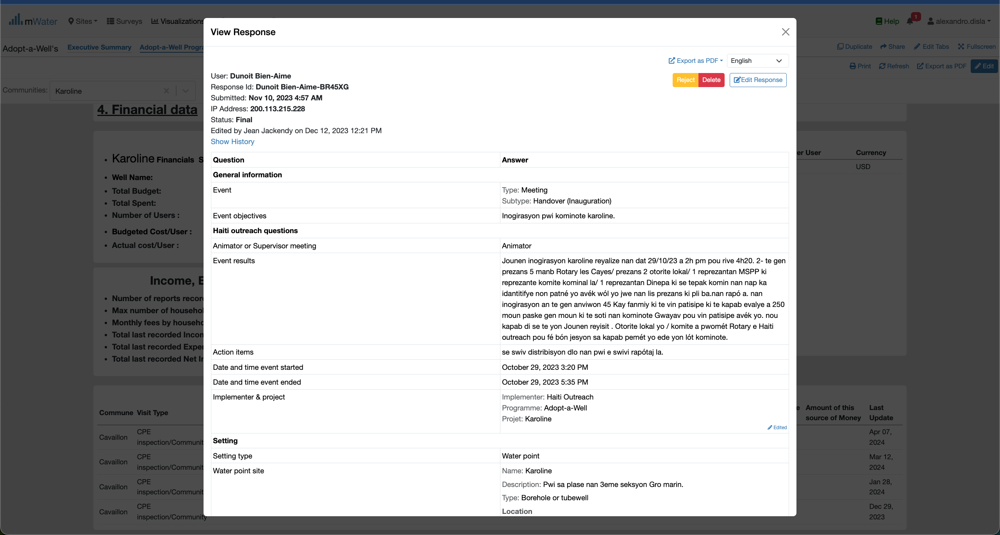 mWater Sites Surveys Visualizations Help 1 alexandro.disla
View Response
Adopt-a-Well's Executive Summary Adopt-a-Well Progra Duplicate Share Edit Tabs Fullscreen
Print Refresh Export as PDF Edit
Communities: Karoline
Export as PDF English
Reject Delete Edit Response
User: Dunoit Bien-Aime
Response Id: Dunoit Bien-Aime-BR45XG
Submitted: Nov 10, 2023 4:57 AM
IP Address: 200.113.215.228
Status: Final
Edited by Jean Jackendy on Dec 12, 2023 12:21 PM
Show History
Question Answer
General information
Event Type: Meeting
Subtype: Handover (Inauguration)
Event objectives Inogirasyon pwi kominote karoline.
Haiti outreach questions
Animator or Supervisor meeting Animator
Event results Jounen inogirasyon karoline reyalize nan dat 29/10/23 a 2h pm pou rive 4h20. 2- te gen
prezans 5 manb Rotary les Cayes/ prezans 2 otorite lokal/ 1 reprezantan MSPP ki
reprezante komite kominal la/ 1 reprezantan Dinepa ki se tepak komin nan nap ka
idantitifye non patné yo avék wól yo jwe nan lis prezans ki pli ba.nan rapó a. nan
inogirasyon an te gen anviwon 45 Kay fanmiy ki te vin patisipe ki te kapab evalye a 250
moun paske gen moun ki te soti nan kominote Gwayav pou vin patisipe avék yo. nou
kapab di se te yon Jounen reyisit . Otorite lokal yo / komite a pwomét Rotary e Haiti
outreach pou fé bón jesyon sa kapab pemét yo ede yon lót kominote.
Action items se swiv distribisyon dlo nan pwi e swivi rapótaj la.
Date and time event started October 29, 2023 3:20 PM
Date and time event ended October 29, 2023 5:35 PM
Implementer & project Implementer: Haiti Outreach
Programme: Adopt-a-Well
Projet: Karoline
Edited
Setting
Setting type Water point
Water point site Name: Karoline
Description: Pwi sa plase nan 3eme seksyon Gro marin.
Type: Borehole or tubewell
Location
4. Financial data
Karoline Financials S
Well Name:
Total Budget:
Total Spent:
Number of Users :
Budgeted Cost/User :
Actual cost/User :
er User Currency
USD
Income, E
Number of reports recor
Max number of househol
Monthly fees by househo
Total last recorded Incom
Total last recorded Exper
Total last recorded Net In
Commune Visit Type e Amount of this source of Money Last Update
Cavaillon CPE inspection/Communit Apr 07, 2024
Cavaillon CPE inspection/Communit Mar 12, 2024
Cavaillon CPE inspection/Communit Jan 28, 2024
Cavaillon CPE inspection/Community Dec 29, 2023